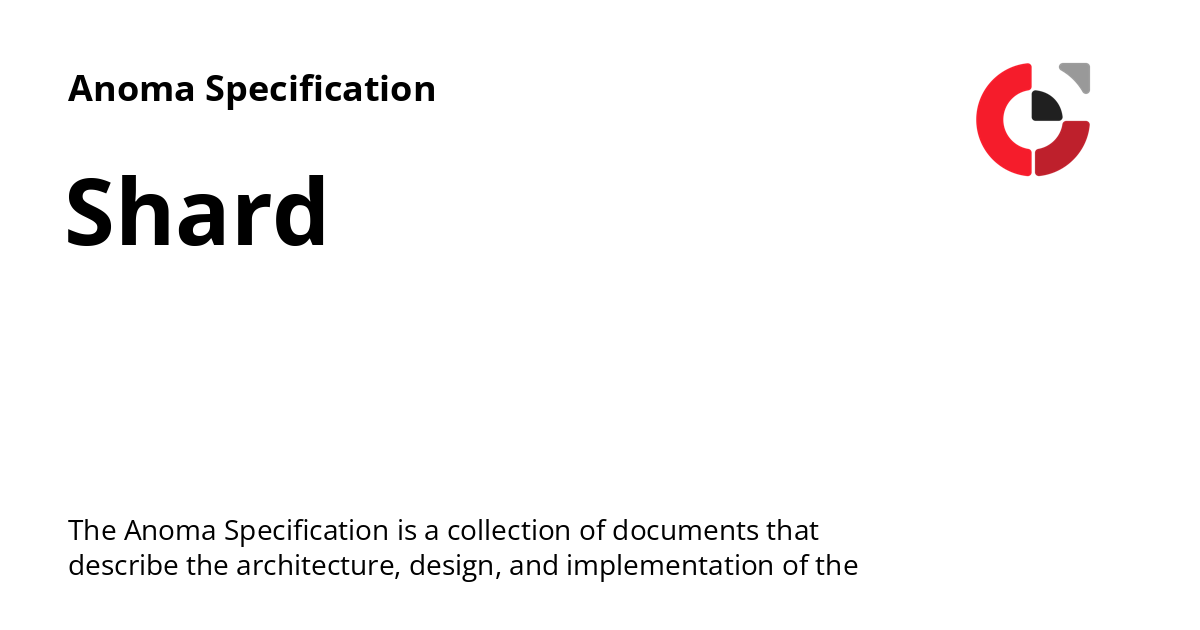 Anoma Specification
Shard
The Anoma Specification is a collection of documents that
describe the architecture, design, and implementation of the